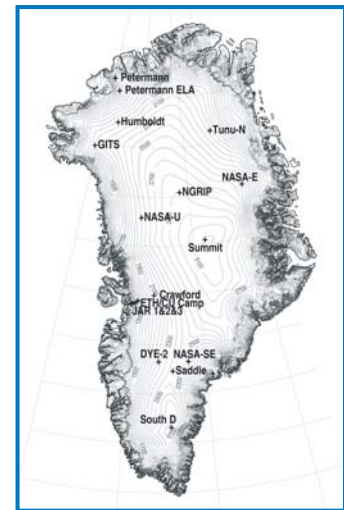 Petermann
Petermann ELA
Humboldt
Tunu-N
GITS
NASA-E
NGRIP
NASA-U
Summit
Crawford
ETH/CU Camp
JAR 1&2&3
DYE-2
NASA-SE
Saddle
South D